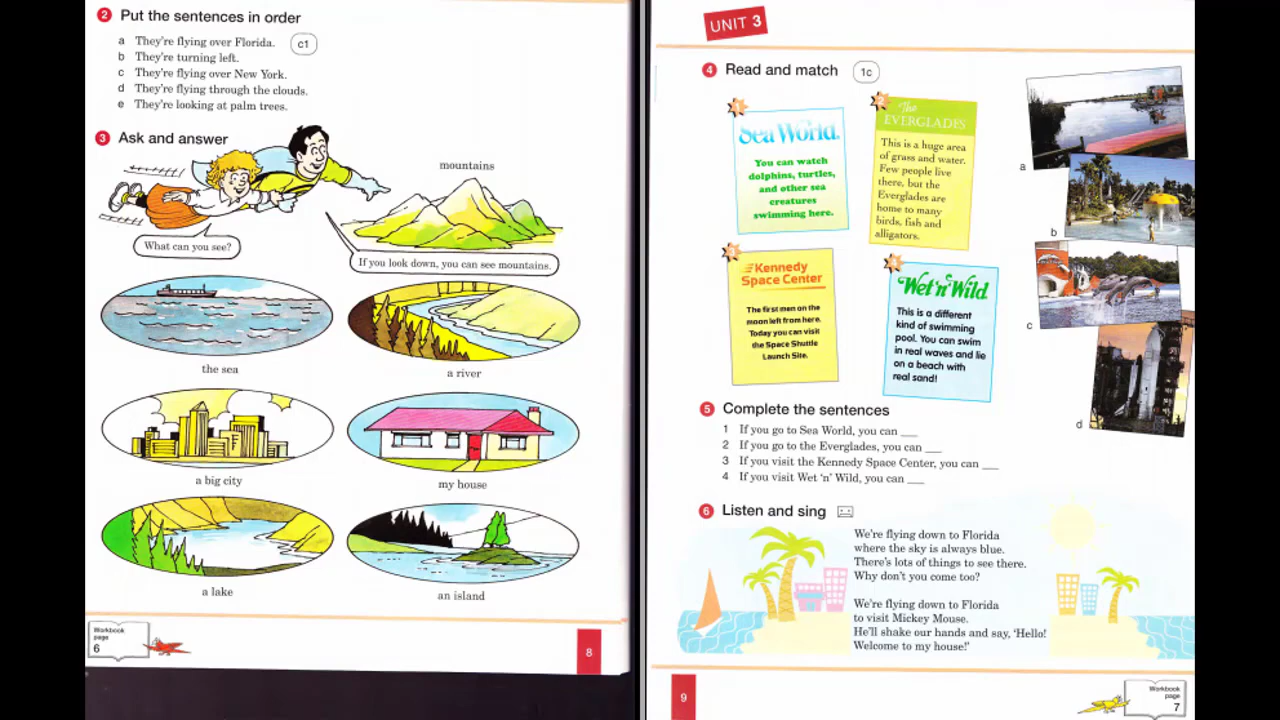 2 Put the sentences in order
a They're flying over Florida. c1
b They're turning left.
c They're flying over New York.
d They're flying through the clouds.
e They're looking at palm trees.
3 Ask and answer
mountains
What can you see?
If you look down, you can see mountains.
the sea
a river
a big city
my house
a lake
an island
Workbook
page
6
8
UNIT 3
4 Read and match 1c
1
Sea World.
You can watch
dolphins, turtles,
and other sea
creatures
swimming here.
2
The
EVERGLADES
This is a huge area
of grass and water.
Few people live
there, but the
Everglades are
home to many
birds, fish and
alligators.
3
Kennedy
Space Center
The first men on the
moon left from here.
Today you can visit
the Space Shuttle
Launch Site.
4
Wet'n'Wild
This is a different
kind of swimming
pool. You can swim
in real waves and lie
on a beach with
real sand!
a
b
c
d
5 Complete the sentences
1 If you go to Sea World, you can ___
2 If you go to the Everglades, you can ___
3 If you visit the Kennedy Space Center, you can ___
4 If you visit Wet 'n' Wild, you can ___
6 Listen and sing
We're flying down to Florida
where the sky is always blue.
There's lots of things to see there.
Why don't you come too?
We're flying down to Florida
to visit Mickey Mouse.
He'll shake our hands and say, 'Hello!
Welcome to my house!'
9
Workbook
page
7